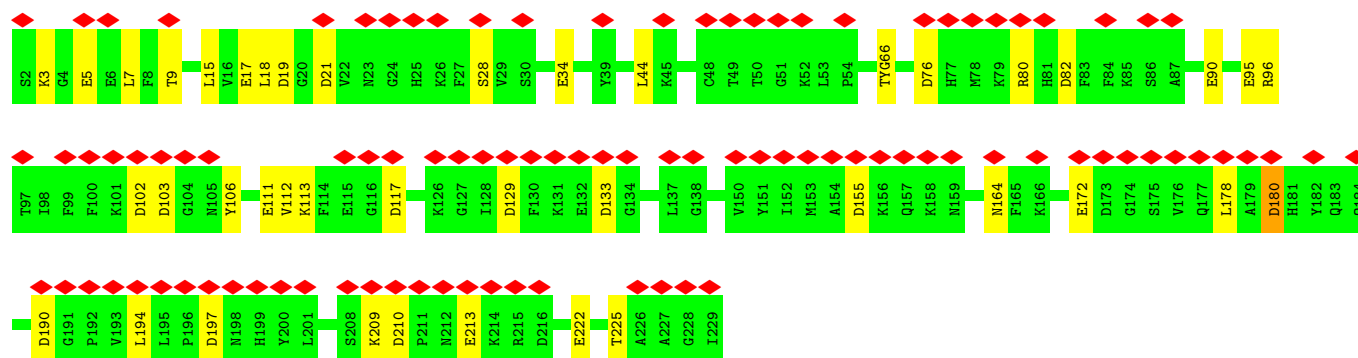 S2 K3 G4 E5 E6 L7 F8 T9 L15 V16 E17 L18 D19 G20 D21 V22 N23 G24 H25 K26 F27 S28 V29 S30 E34 Y39 L44 K45 C48 T49 T50 G51 K52 L53 P54 TYG66 D76 H77 M78 K79 R80 H81 D82 F83 F84 K85 S86 A87 E90 E95 R96
T97 I98 F99 F100 K101 D102 D103 G104 N105 Y106 E111 V112 K113 F114 E115 G116 D117 K126 G127 I128 D129 F130 K131 E132 D133 G134 L137 G138 V150 Y151 I152 M153 A154 D155 K156 Q157 K158 N159 N164 F165 K166 E172 D173 G174 S175 V176 Q177 L178 A179 D180 H181 Y182 Q183
D190 G191 P192 V193 L194 L195 P196 D197 N198 H199 Y200 L201 S208 K209 D210 P211 N212 E213 K214 R215 D216 E222 T225 A226 A227 G228 I229